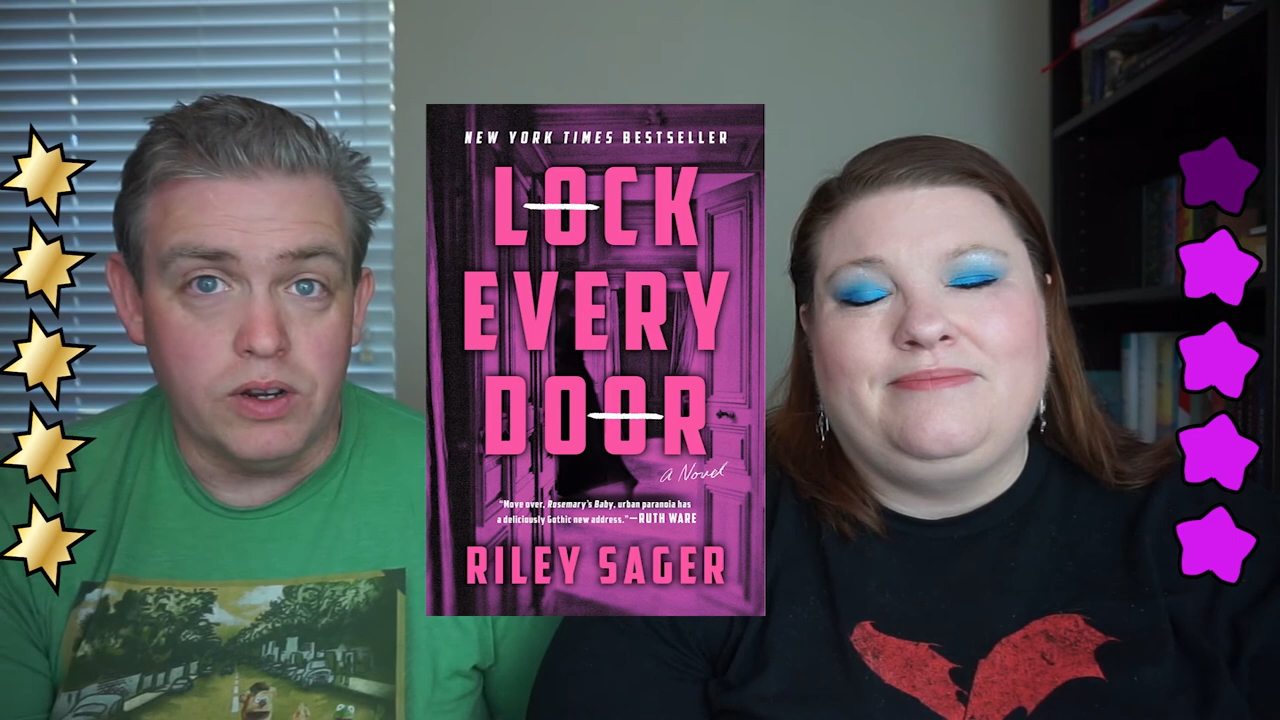 NEW YORK TIMES BESTSELLER
LOCK
EVERY
DOOR
a Novel
"Move over, Rosemary's Baby, urban paranoia has
a deliciously Gothic new address."—RUTH WARE
RILEY SAGER